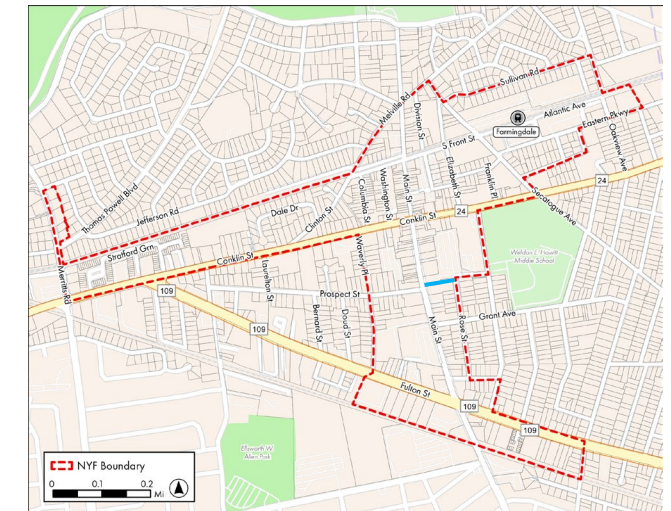 Sullivan Rd
Melville Rd
Division St
Atlantic Ave
S Front St
Farmingdale
Eastern Pkwy
Oakview Ave
Elizabeth St
Franklin Pl
Main St
Washington St
Columbia St
24
Secatogue Ave
Thomas Powell Blvd
Jefferson Rd
Dale Dr
Clinton St
Conklin St
24
Stratford Grn
Conklin St
Waverly Pl
Weldon E. Howitt
Middle School
Merritts Rd
Laurelton St
109
Prospect St
Bernard St
Doud St
109
Main St
Rose St
Grant Ave
Fulton St
109
109
Ellsworth W.
Allen Park
NYF Boundary
0
0.1
0.2
Mi